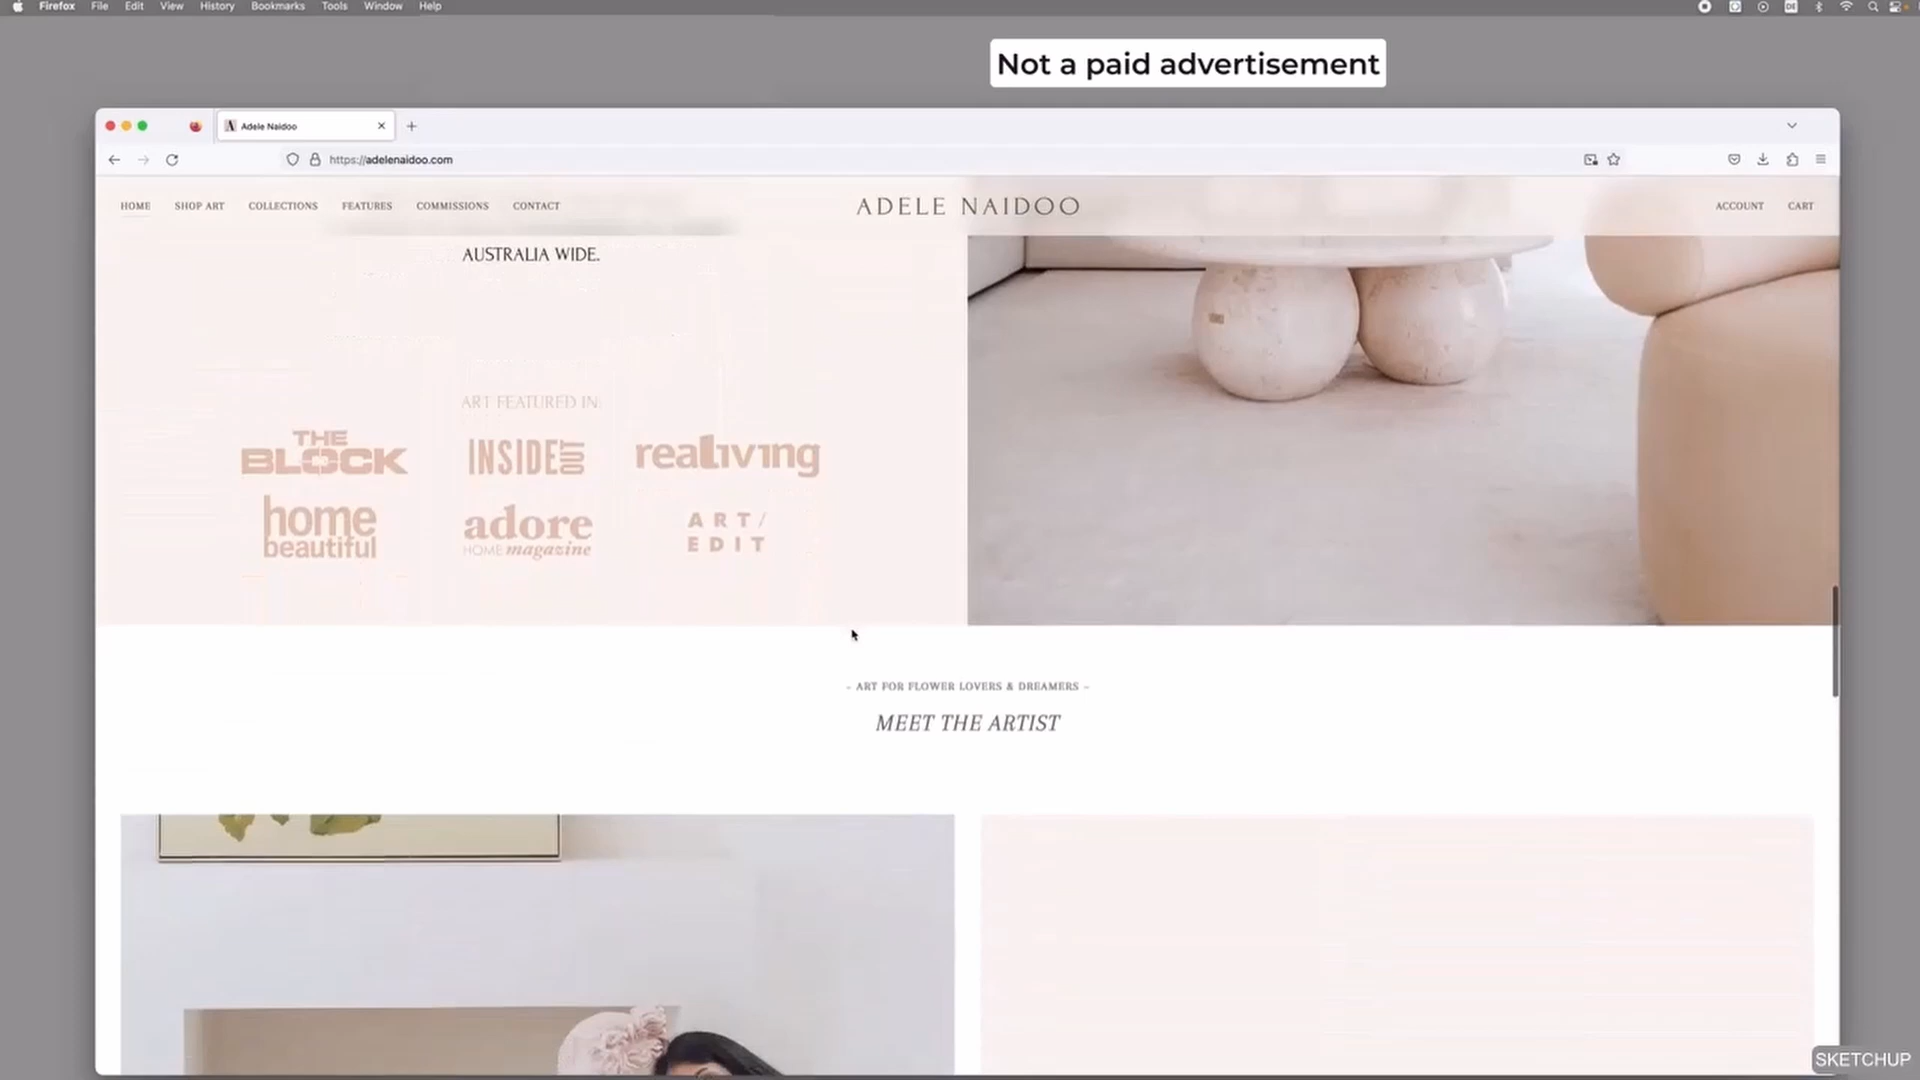 Firefox File Edit View History Bookmarks Tools Window Help
Not a paid advertisement
Adele Naidoo
https://adelenaidoo.com
HOME SHOP ART COLLECTIONS FEATURES COMMISSIONS CONTACT
ADELE NAIDOO
ACCOUNT CART
AUSTRALIA WIDE.
ART FEATURED IN:
THE BLOCK
INSIDE OUT
realiving
home
beautiful
adore
HOME magazine
ART/
EDIT
– ART FOR FLOWER LOVERS & DREAMERS –
MEET THE ARTIST
SKETCHUP